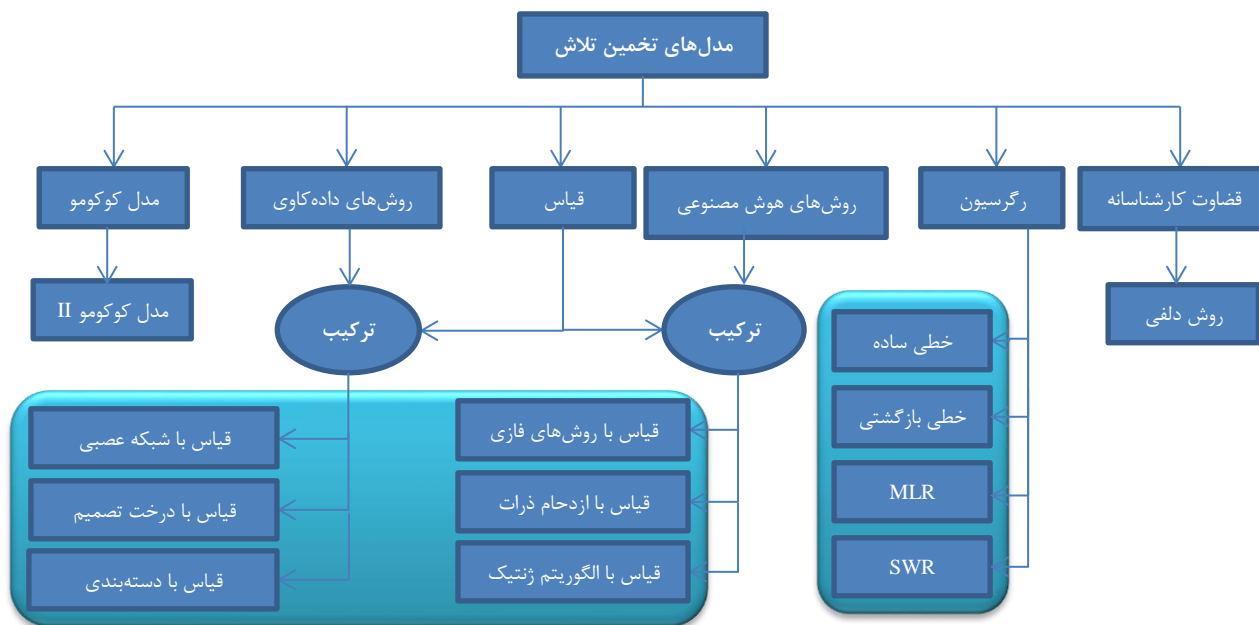 مدل‌های تخمین تلاش
قضاوت کارشناسانه
رگرسیون
روش‌های هوش مصنوعی
قیاس
روش‌های داده‌کاوی
مدل کوکومو
روش دلفی
ترکیب
ترکیب
مدل کوکومو II
خطی ساده
خطی بازگشتی
MLR
SWR
قیاس با روش‌های فازی
قیاس با ازدحام ذرات
قیاس با الگوریتم ژنتیک
قیاس با شبکه عصبی
قیاس با درخت تصمیم
قیاس با دسته‌بندی